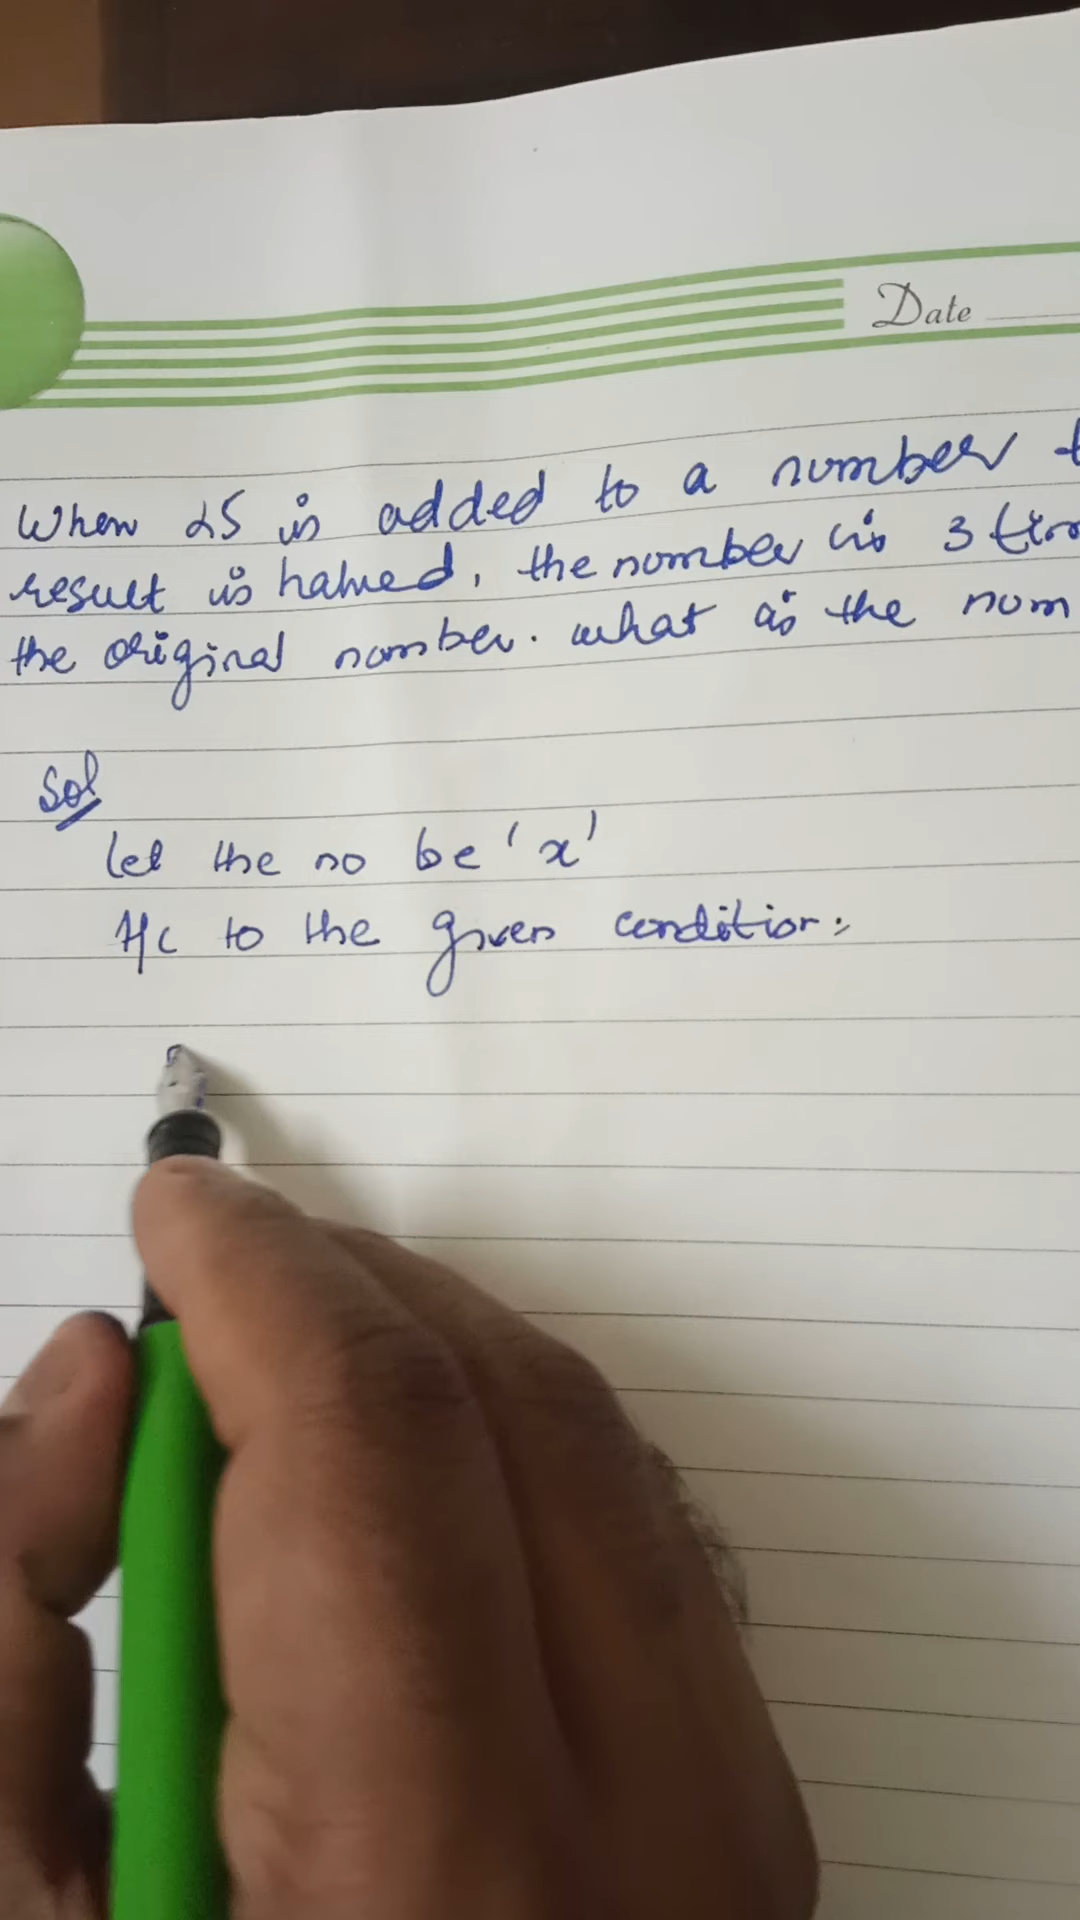 Date
When 25 is added to a number
result is halved, the number is 3
the original number. what is the num
Sol
Let the no be 'x'
A/c to the given condition: